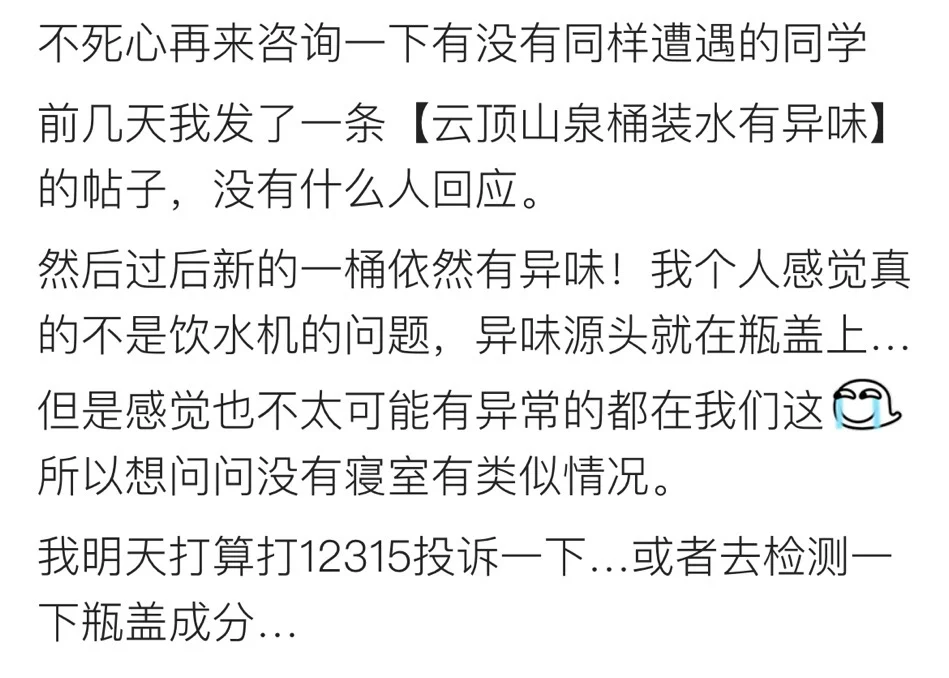 不死心再来咨询一下有没有同样遭遇的同学
前几天我发了一条【云顶山泉桶装水有异味】
的帖子，没有什么人回应。
然后过后新的一桶依然有异味！我个人感觉真
的不是饮水机的问题，异味源头就在瓶盖上...
但是感觉也不太可能有异常的都在我们这
所以想问问没有寝室有类似情况。
我明天打算打12315投诉一下...或者去检测一
下瓶盖成分...